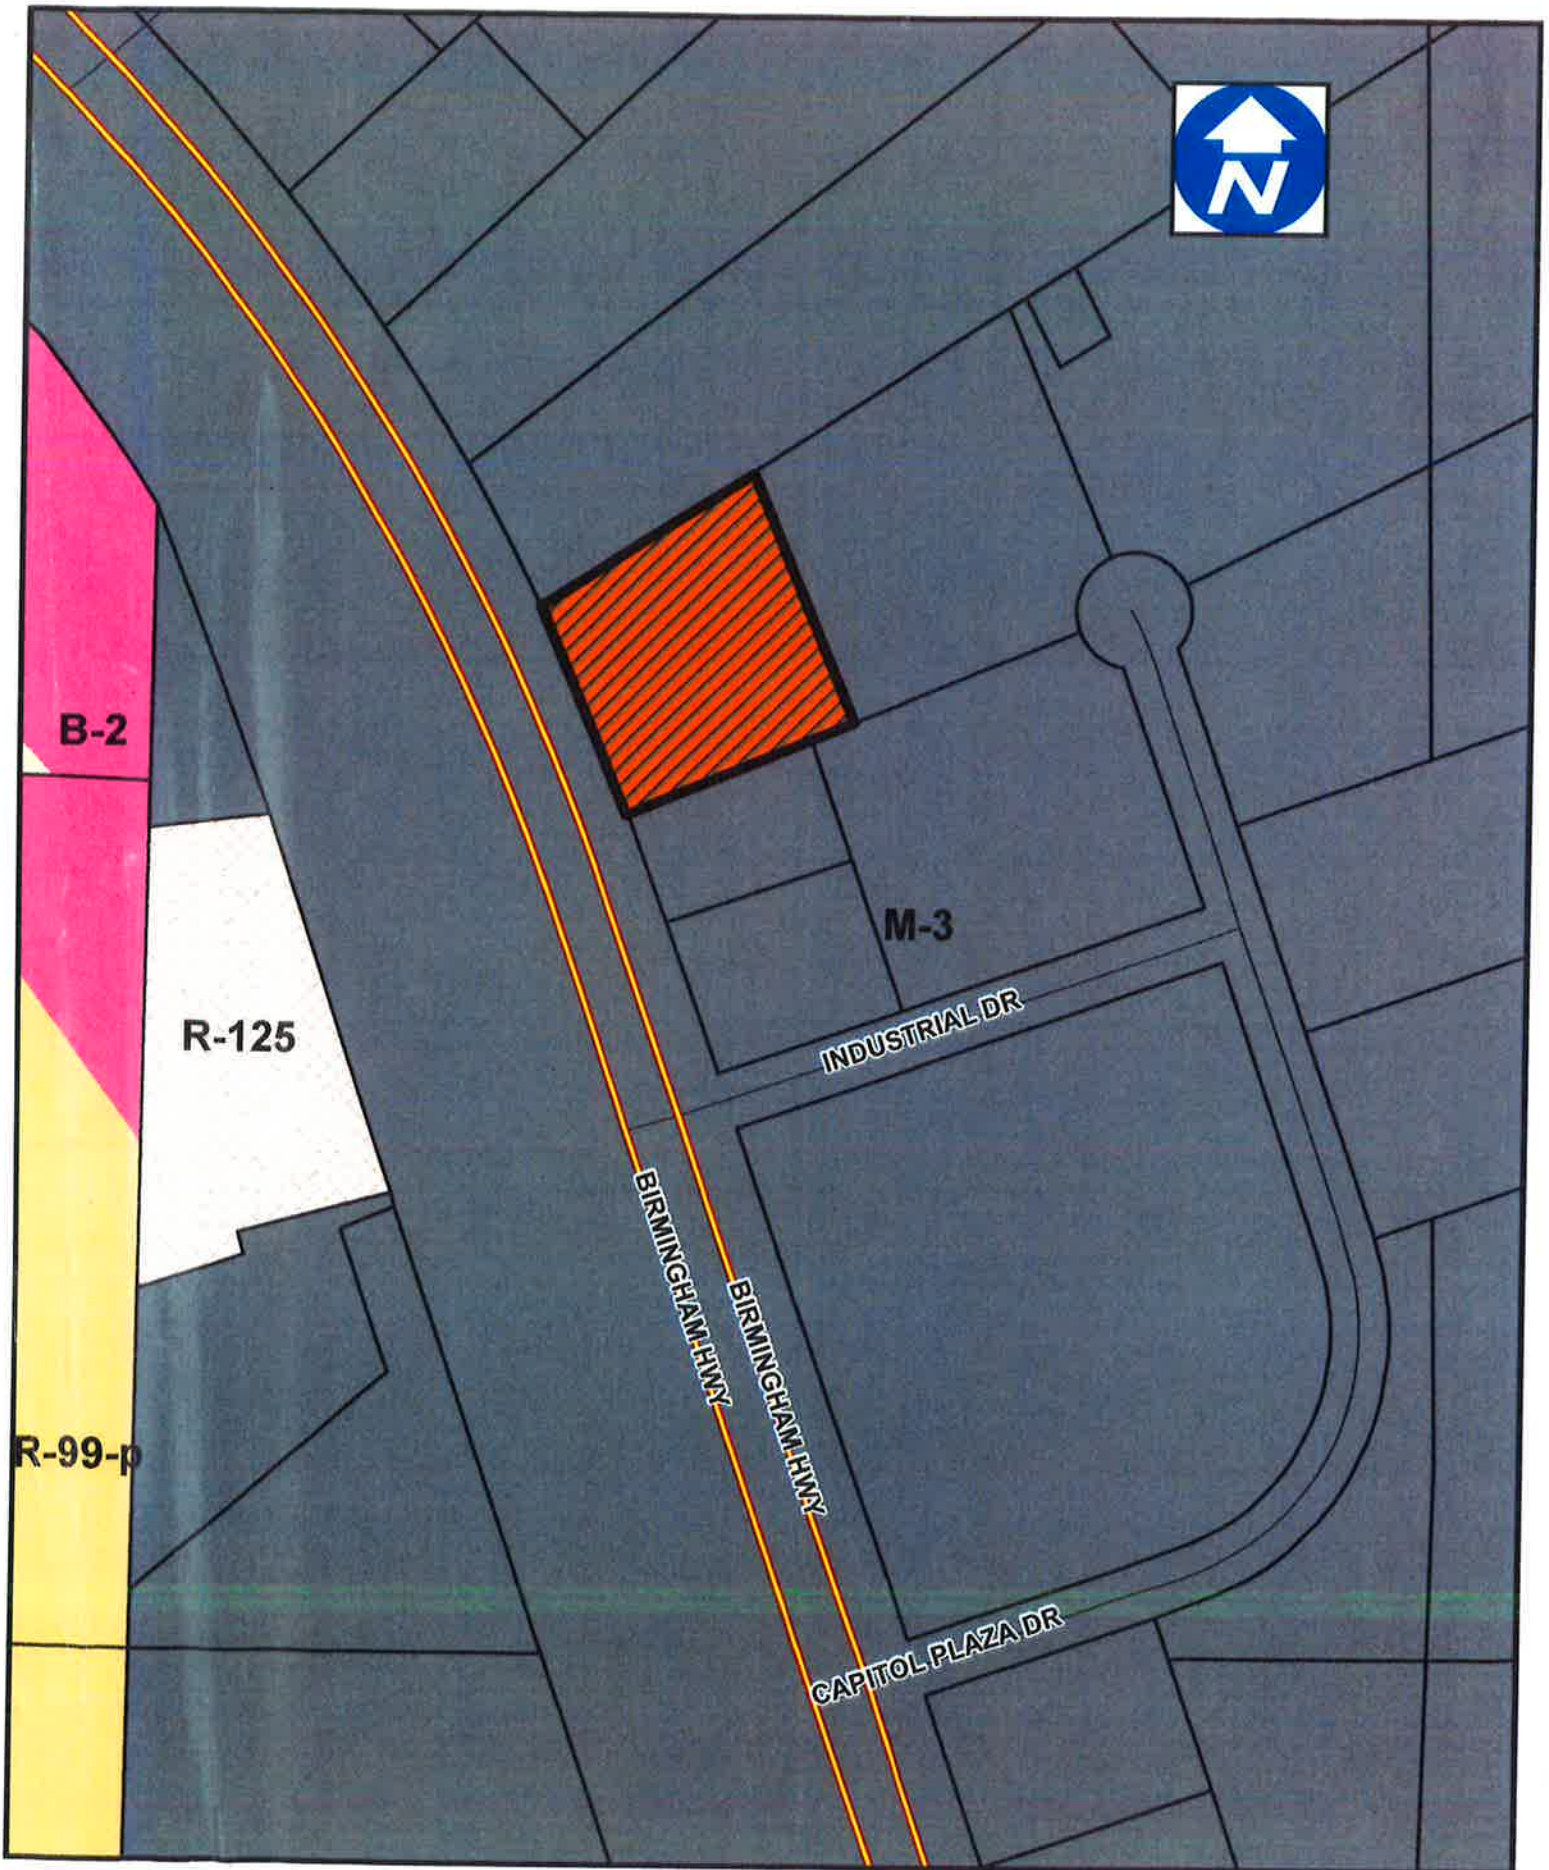 N
B-2
M-3
INDUSTRIAL DR
R-125
BIRMINGHAM HWY
BIRMINGHAM HWY
R-99-p
CAPITOL PLAZA DR